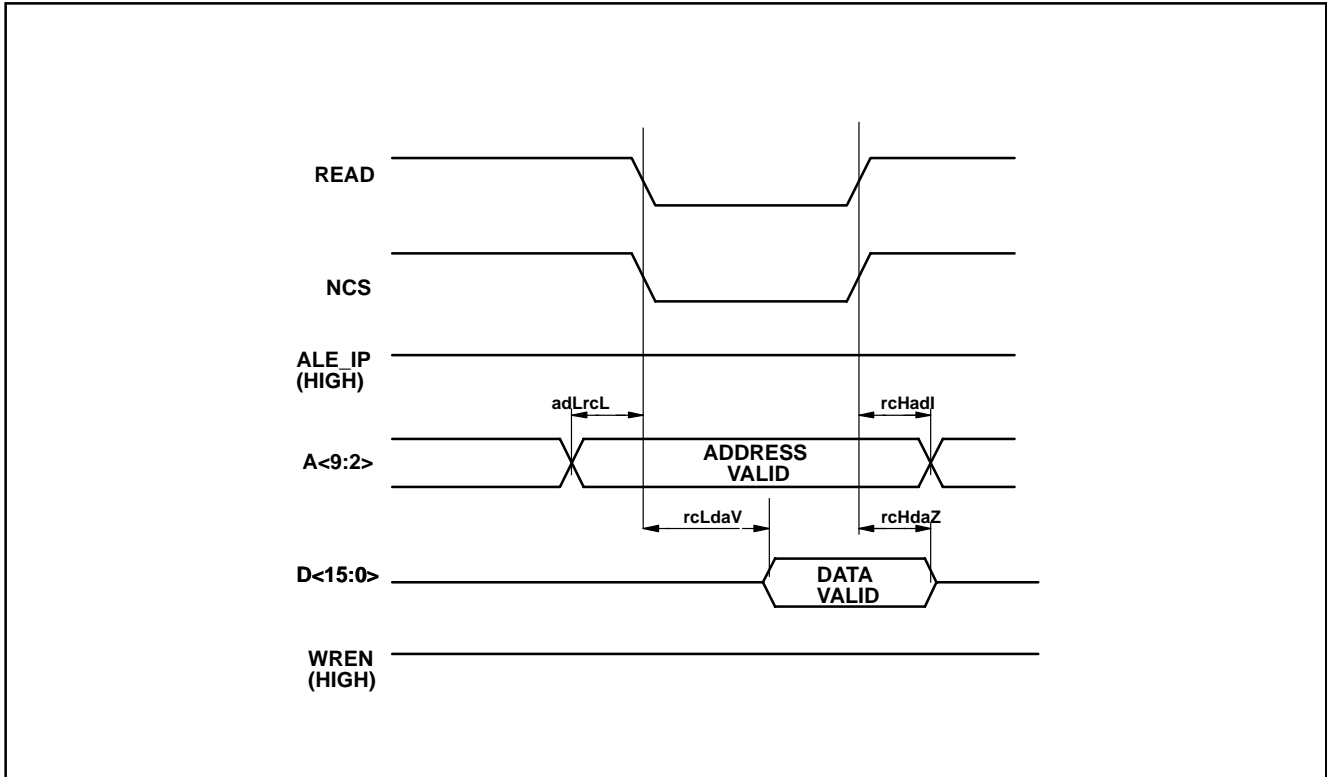 READ
NCS
ALE_IP
(HIGH)
adLrcL
rcHadI
A<9:2>
ADDRESS
VALID
rcLdaV
rcHdaZ
D<15:0>
DATA
VALID
WREN
(HIGH)